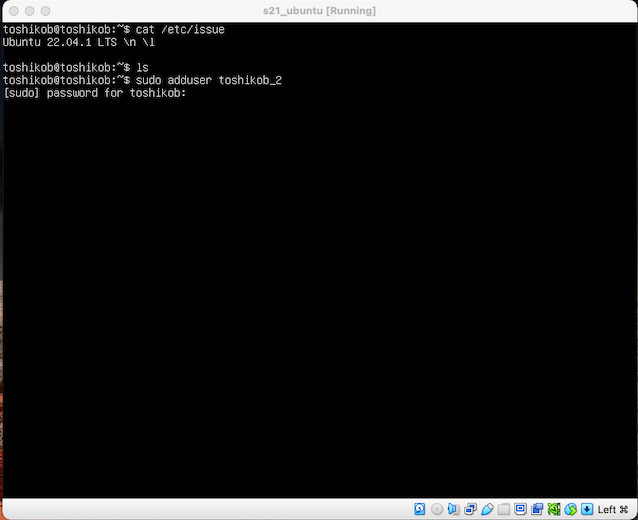 s21_ubuntu [Running]
toshikob@toshikob:~$ cat /etc/issue
Ubuntu 22.04.1 LTS \n \l

toshikob@toshikob:~$ ls
toshikob@toshikob:~$ sudo adduser toshikob_2
[sudo] password for toshikob:
Left ⌘